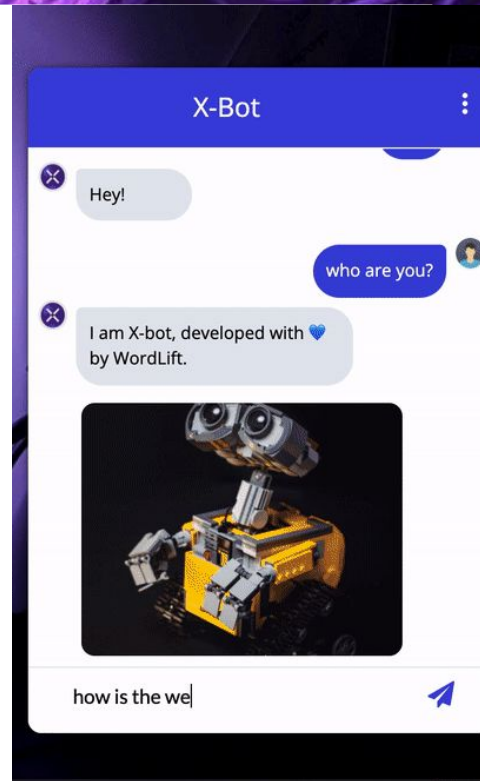 X-Bot
Hey!
who are you?
I am X-bot, developed with 💙
by WordLift.
how is the we